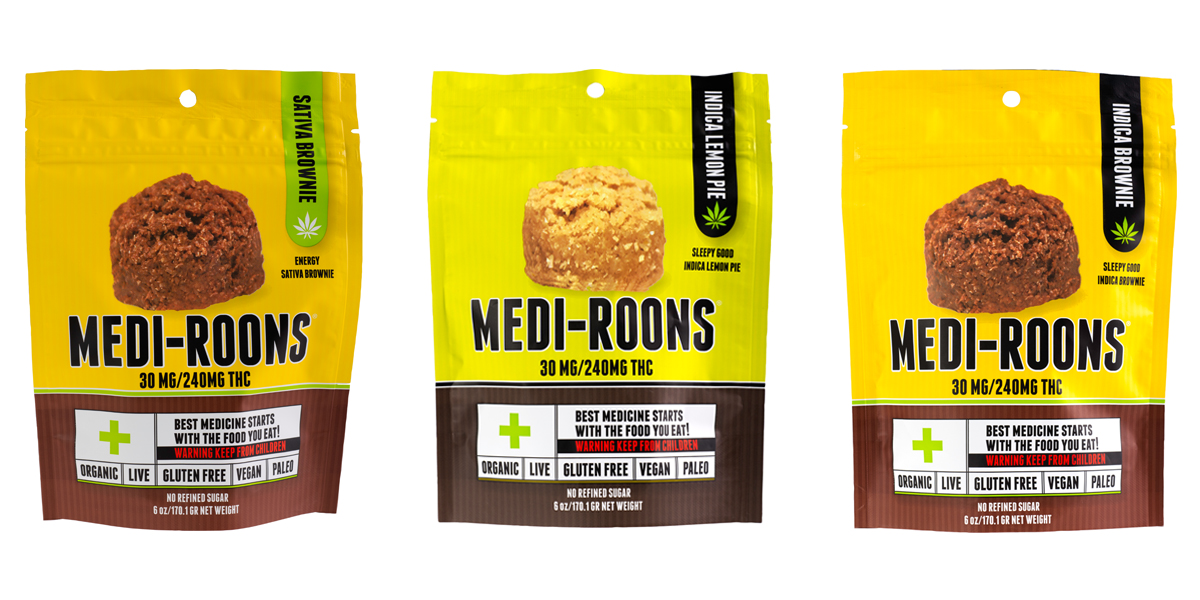 SATIVA BROWNIE
ENERGY
SATIVA BROWNIE
MEDI-ROONS®
30 MG/240MG THC
BEST MEDICINE STARTS
WITH THE FOOD YOU EAT!
WARNING KEEP FROM CHILDREN
ORGANIC LIVE GLUTEN FREE VEGAN PALEO
NO REFINED SUGAR
6 oz/170.1 GR NET WEIGHT
INDICA LEMON PIE
SLEEPY GOOD
INDICA LEMON PIE
MEDI-ROONS®
30 MG/240MG THC
BEST MEDICINE STARTS
WITH THE FOOD YOU EAT!
WARNING KEEP FROM CHILDREN
ORGANIC LIVE GLUTEN FREE VEGAN PALEO
NO REFINED SUGAR
6 oz/170.1 GR NET WEIGHT
INDICA BROWNIE
SLEEPY GOOD
INDICA BROWNIE
MEDI-ROONS®
30 MG/240MG THC
BEST MEDICINE STARTS
WITH THE FOOD YOU EAT!
WARNING KEEP FROM CHILDREN
ORGANIC LIVE GLUTEN FREE VEGAN PALEO
NO REFINED SUGAR
6 oz/170.1 GR NET WEIGHT